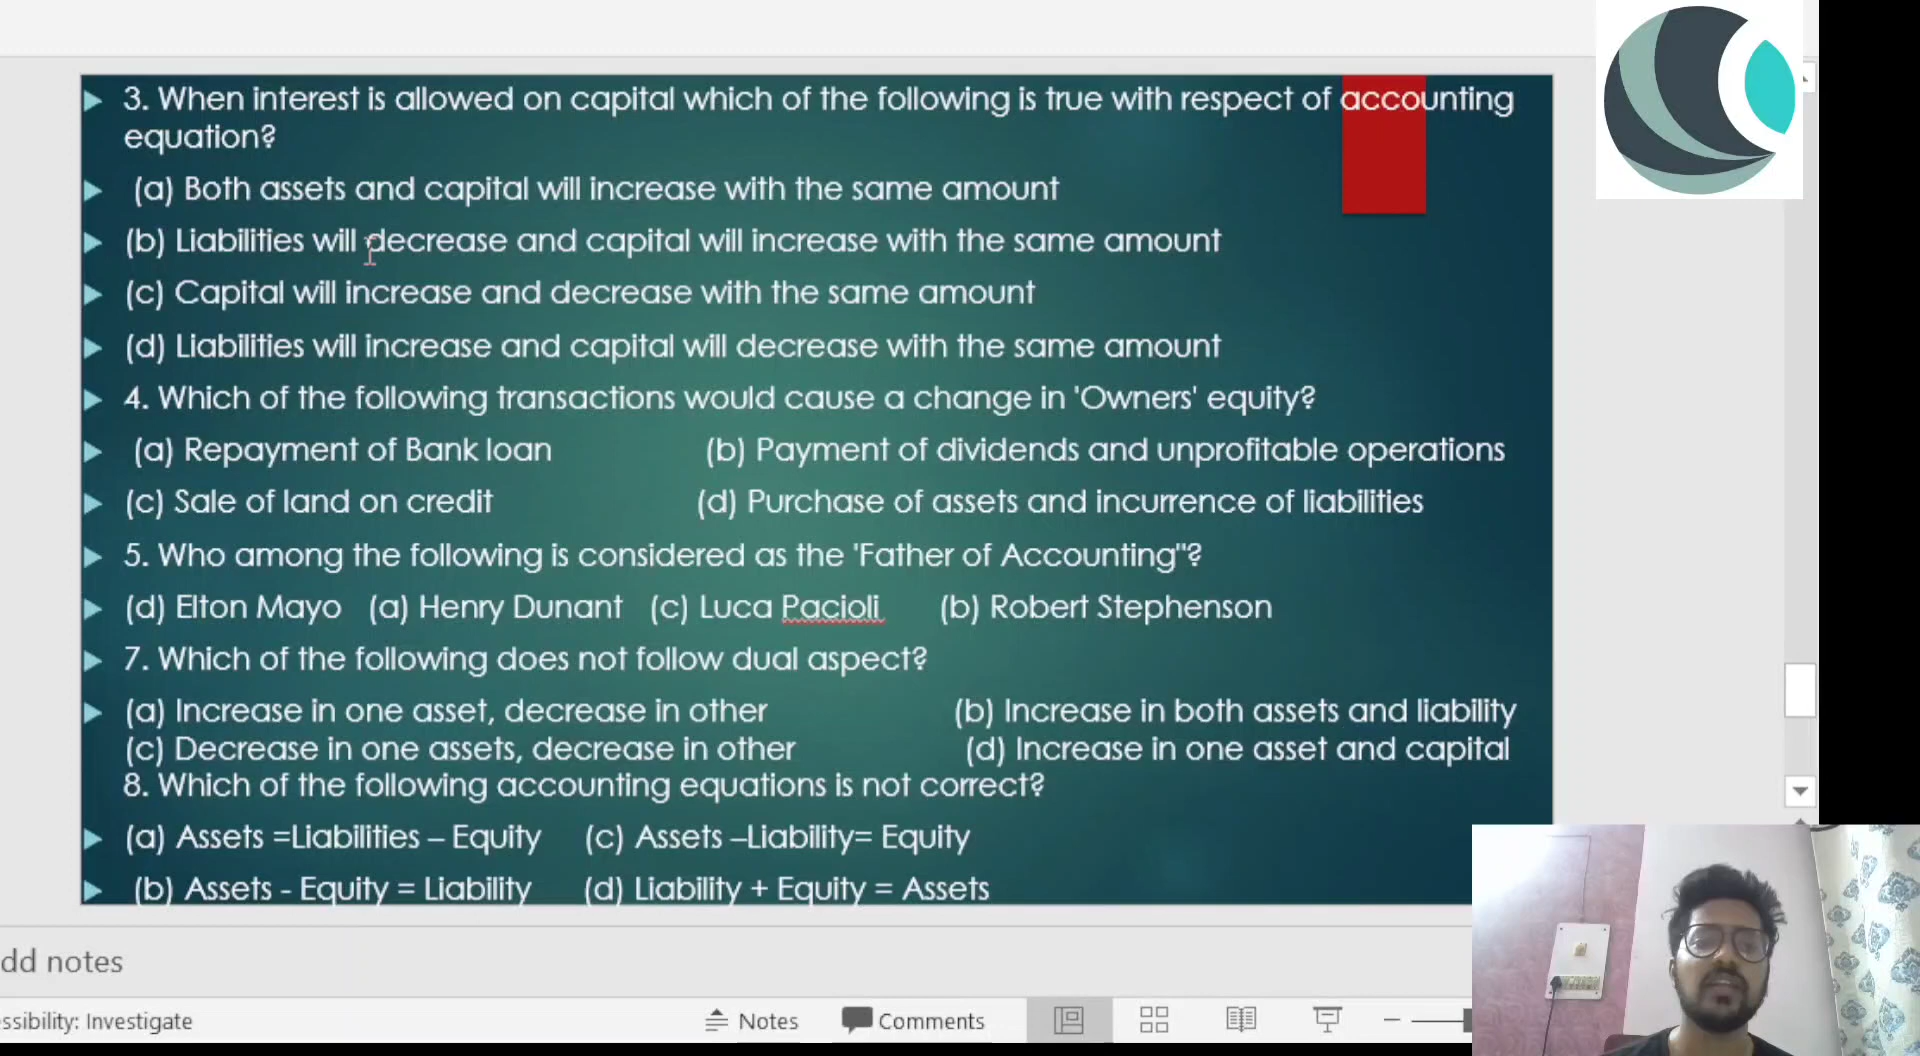 3. When interest is allowed on capital which of the following is true with respect of accounting
equation?
(a) Both assets and capital will increase with the same amount
(b) Liabilities will decrease and capital will increase with the same amount
(c) Capital will increase and decrease with the same amount
(d) Liabilities will increase and capital will decrease with the same amount
4. Which of the following transactions would cause a change in 'Owners' equity?
(a) Repayment of Bank loan (b) Payment of dividends and unprofitable operations
(c) Sale of land on credit (d) Purchase of assets and incurrence of liabilities
5. Who among the following is considered as the 'Father of Accounting"?
(d) Elton Mayo (a) Henry Dunant (c) Luca Pacioli (b) Robert Stephenson
7. Which of the following does not follow dual aspect?
(a) Increase in one asset, decrease in other (b) Increase in both assets and liability
(c) Decrease in one assets, decrease in other (d) Increase in one asset and capital
8. Which of the following accounting equations is not correct?
(a) Assets =Liabilities – Equity (c) Assets –Liability= Equity
(b) Assets - Equity = Liability (d) Liability + Equity = Assets
dd notes
ssibility: Investigate Notes Comments